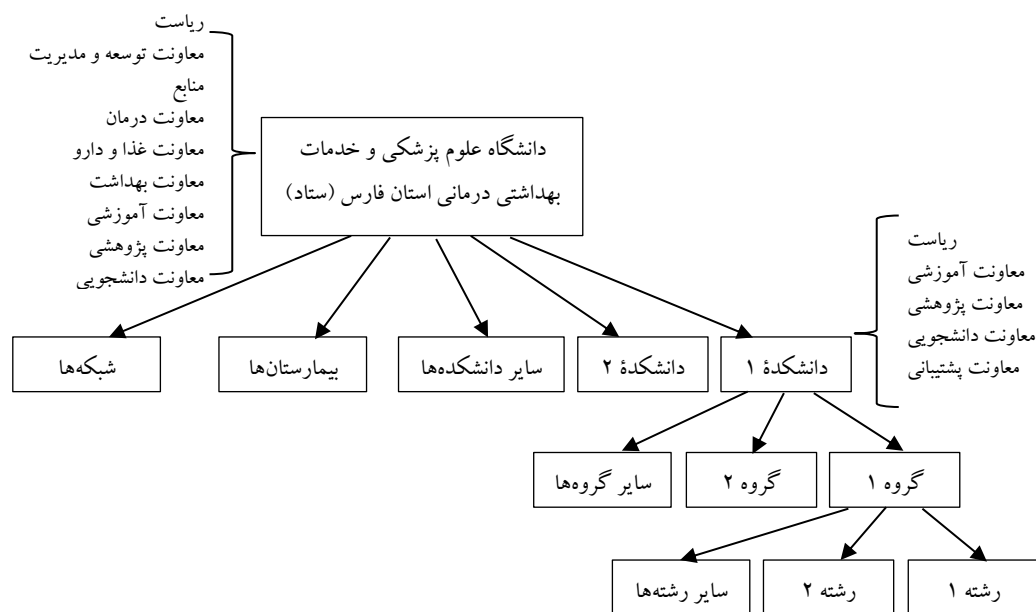 ریاست
معاونت توسعه و مدیریت
منابع
معاونت درمان
معاونت غذا و دارو
معاونت بهداشت
معاونت آموزشی
معاونت پژوهشی
معاونت دانشجویی
دانشگاه علوم پزشکی و خدمات
بهداشتی درمانی استان فارس (ستاد)
ریاست
معاونت آموزشی
معاونت پژوهشی
معاونت دانشجویی
معاونت پشتیبانی
دانشکدۀ ۱
دانشکدۀ ۲
سایر دانشکده‌ها
بیمارستان‌ها
شبکه‌ها
گروه ۱
گروه ۲
سایر گروه‌ها
رشته ۱
رشته ۲
سایر رشته‌ها